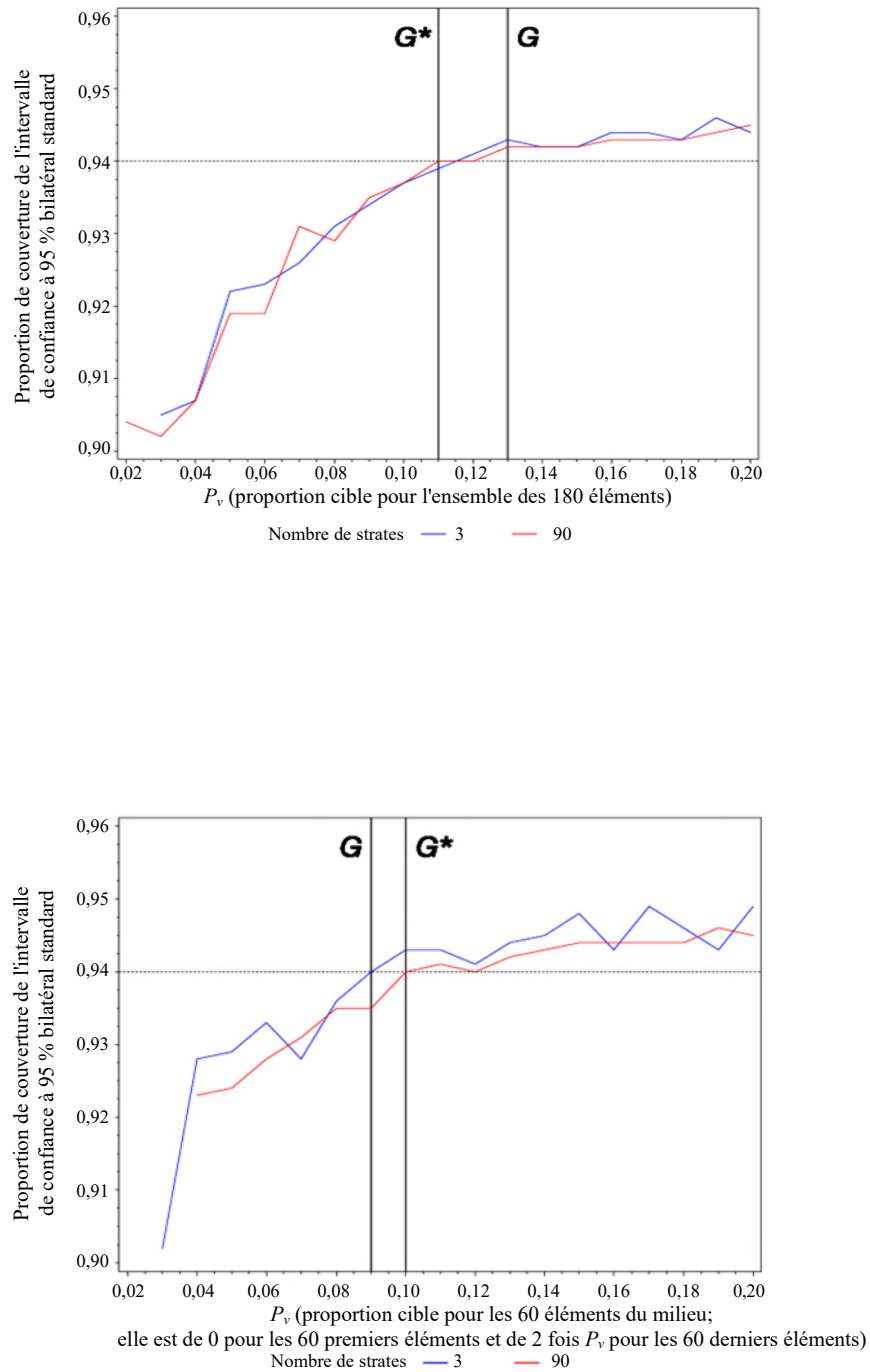 0,96
G* G
0,95
0,94
0,93
0,92
0,91
0,90
Proportion de couverture de l'intervalle
de confiance à 95 % bilatéral standard
0,02 0,04 0,06 0,08 0,10 0,12 0,14 0,16 0,18 0,20
Pv (proportion cible pour l'ensemble des 180 éléments)
Nombre de strates 3 90
0,96
G G*
0,95
0,94
0,93
0,92
0,91
0,90
Proportion de couverture de l'intervalle
de confiance à 95 % bilatéral standard
0,02 0,04 0,06 0,08 0,10 0,12 0,14 0,16 0,18 0,20
Pv (proportion cible pour les 60 éléments du milieu;
elle est de 0 pour les 60 premiers éléments et de 2 fois Pv pour les 60 derniers éléments)
Nombre de strates 3 90